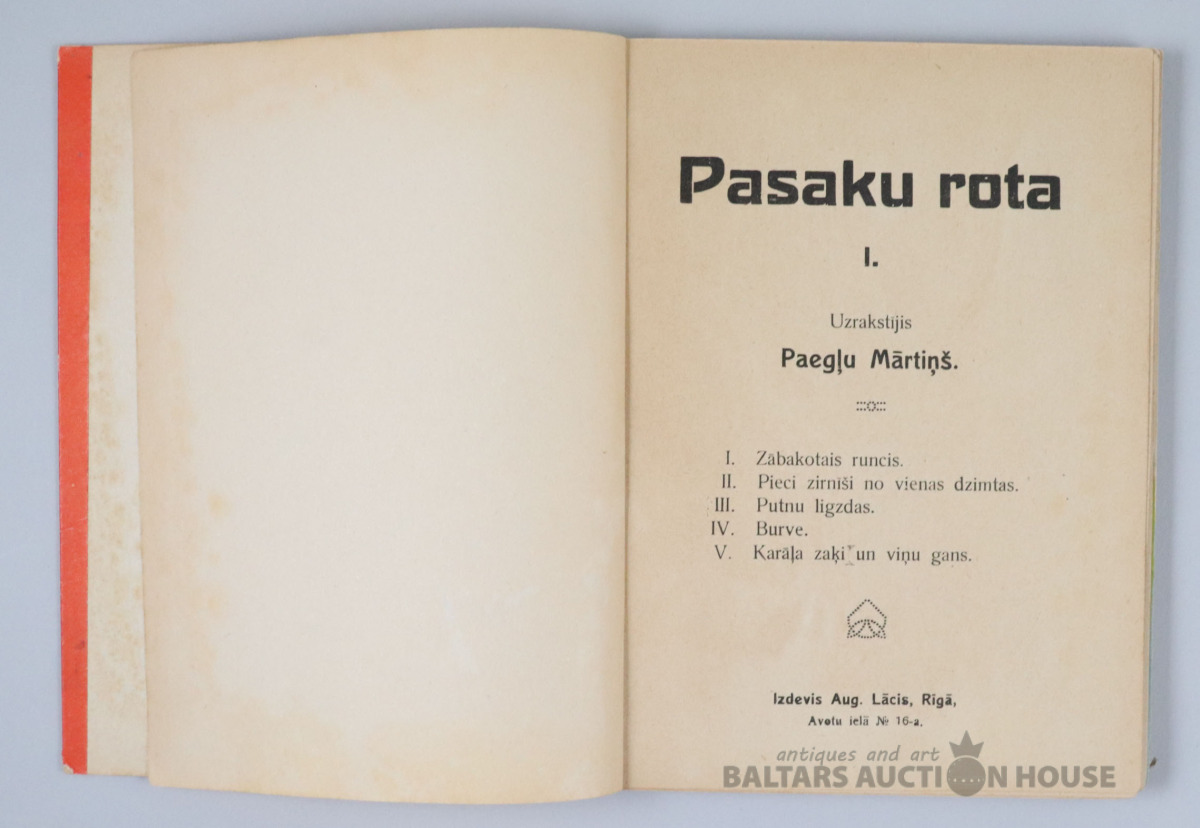 Pasaku rota
I.
Uzrakstījis
Paegļu Mārtiņš.
I. Zābakotais runcis.
II. Pieci zirnīši no vienas dzimtas.
III. Putnu ligzdas.
IV. Burve.
V. Karāļa zaķi un viņu gans.
Izdevis Aug. Lācis, Rīgā,
Avotu ielā № 16-a.
antiques and art
BALTARS AUCTION HOUSE